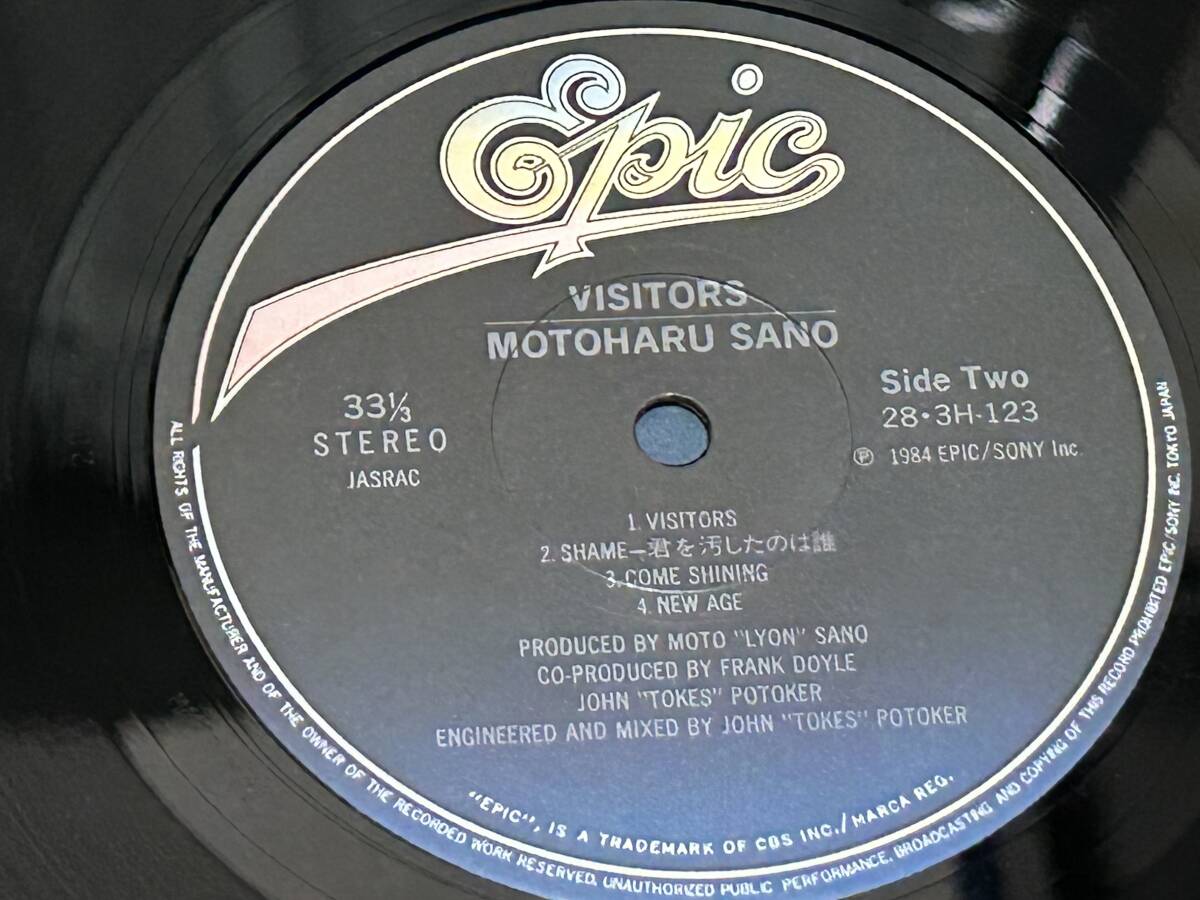 Epic
VISITORS
MOTOHARU SANO
33⅓
STEREO
JASRAC
Side Two
28・3H-123
Ⓟ 1984 EPIC/SONY Inc.
1. VISITORS
2. SHAME—君を汚したのは誰
3. COME SHINING
4. NEW AGE
PRODUCED BY MOTO "LYON" SANO
CO-PRODUCED BY FRANK DOYLE
JOHN "TOKES" POTOKER
ENGINEERED AND MIXED BY JOHN "TOKES" POTOKER
"EPIC", IS A TRADEMARK OF CBS INC./MARCA REG.
ALL RIGHTS OF THE MANUFACTURER AND OF THE OWNER OF THE RECORDED WORK RESERVED. UNAUTHORIZED PUBLIC PERFORMANCE. BROADCASTING AND COPYING OF THIS RECORD PROHIBITED EPIC/SONY INC. TOKYO JAPAN